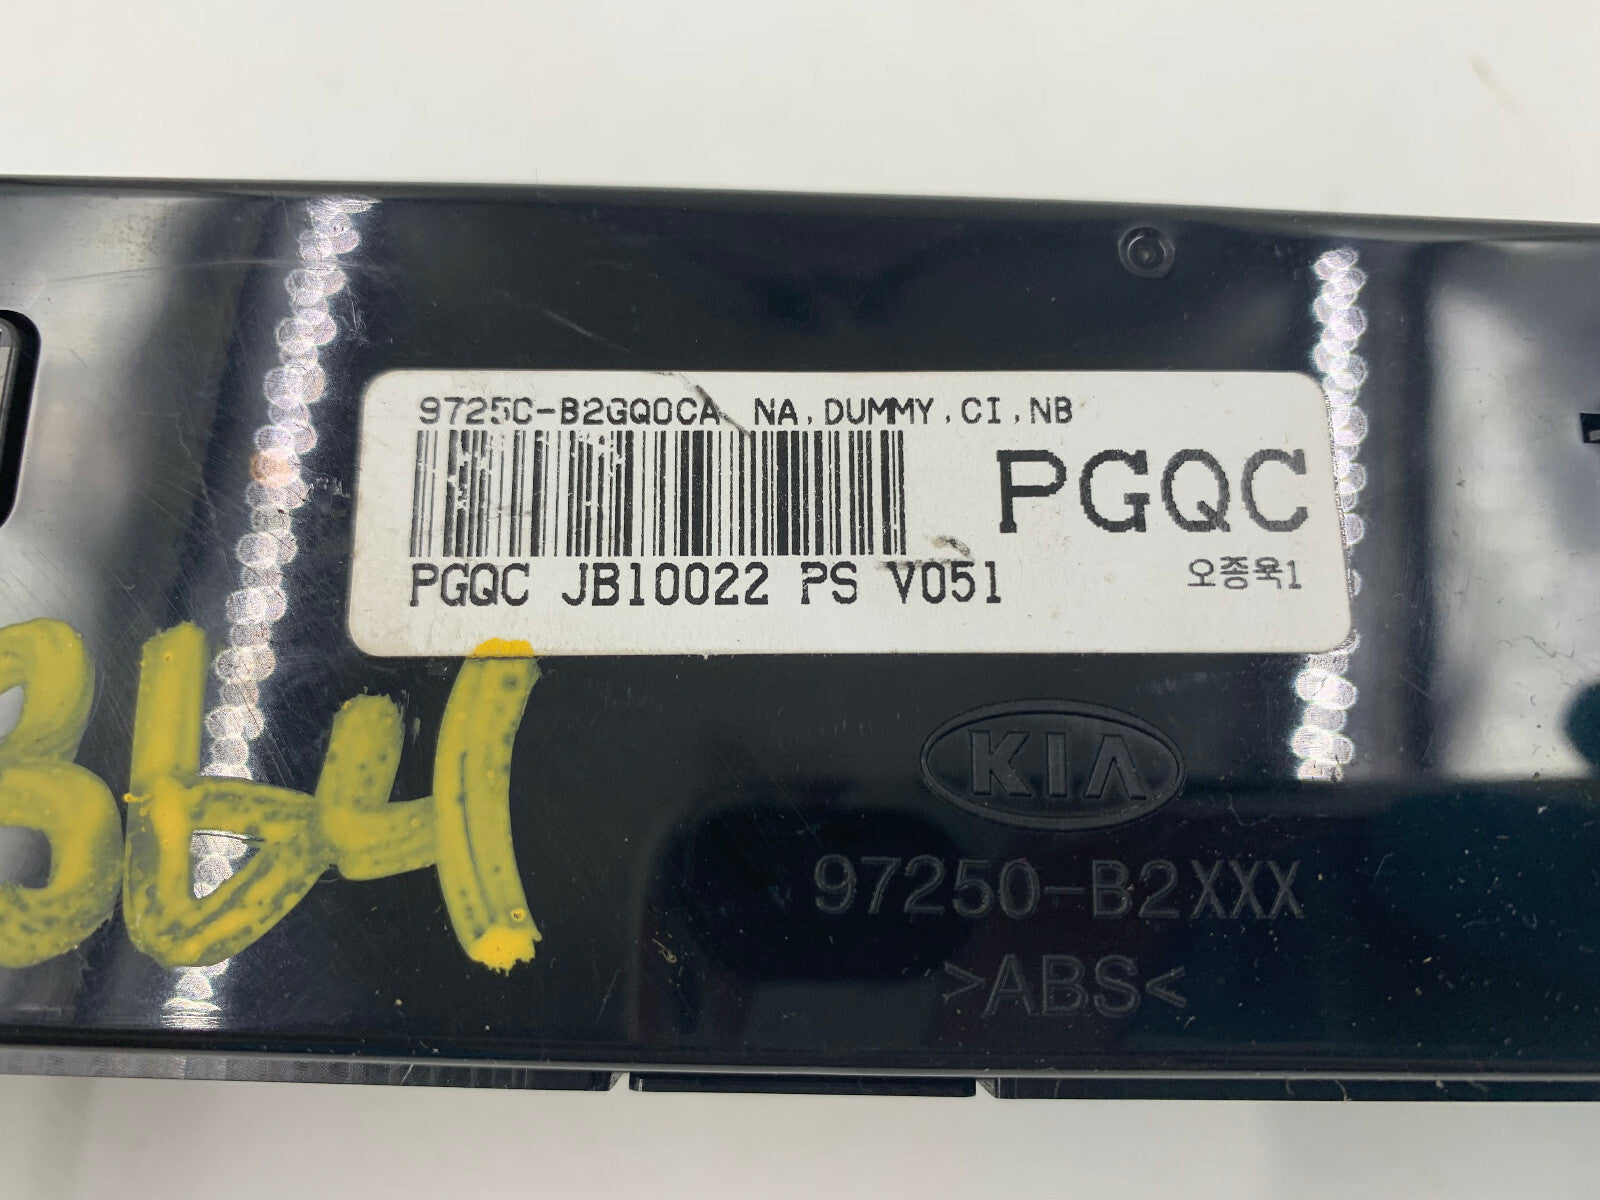 97250-B2GQ0CA NA,DUMMY,CI,NB
PGQC
PGQC JB10022 PS V051
오종욱1
B64
KIA
97250-B2XXX
>ABS<